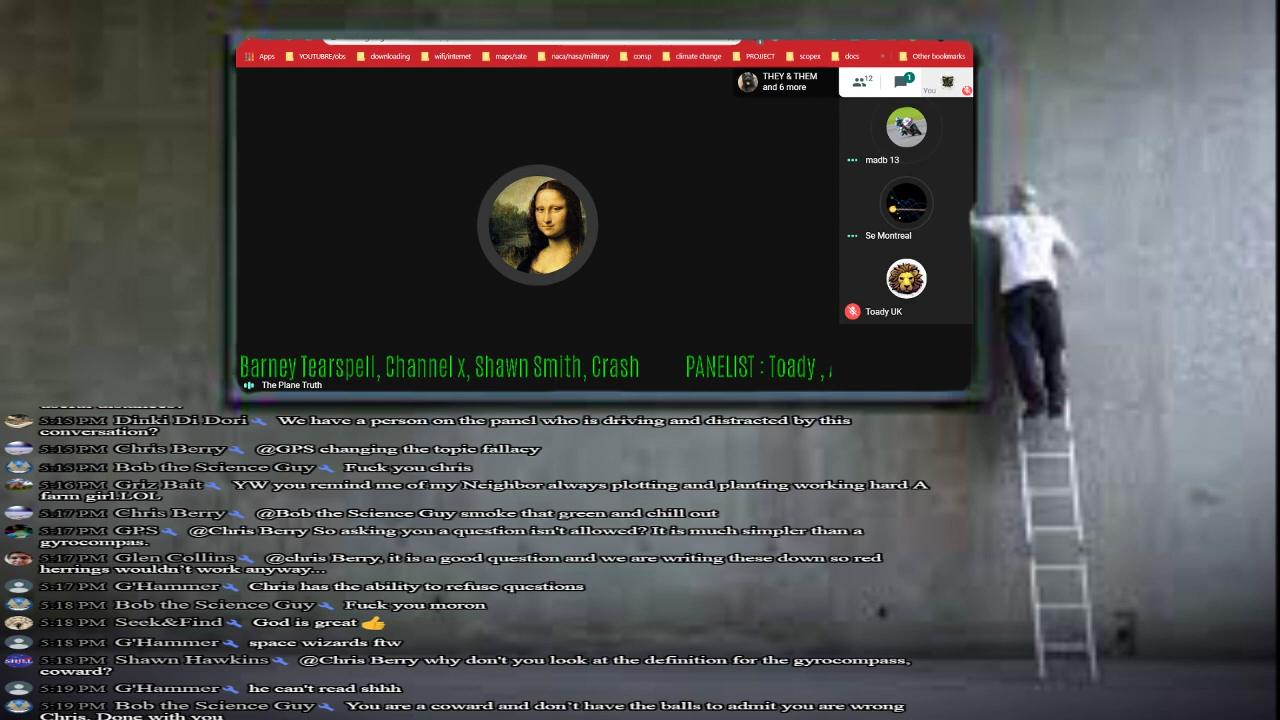 Apps YOUTUBRE/obs downloading wifi/internet maps/sate naca/nasa/military consp climate change PROJECT scopex docs Other bookmarks
THEY & THEM
and 6 more
12
1
You
madb 13
Se Montreal
Toady UK
Barney Tearspell, Channel x, Shawn Smith, Crash PANELIST : Toady ,
The Plane Truth
5:15 PM Dinki Di Dori We have a person on the panel who is driving and distracted by this
conversation?
5:15 PM Chris Berry @GPS changing the topic fallacy
5:15 PM Bob the Science Guy Fuck you chris
5:16 PM Griz Bait YW you remind me of my Neighbor always plotting and planting working hard A
farm girl.LOL
5:17 PM Chris Berry @Bob the Science Guy smoke that green and chill out
5:17 PM GPS @Chris Berry So asking you a question isn't allowed? It is much simpler than a
gyrocompas.
5:17 PM Glen Collins @chris Berry, it is a good question and we are writing these down so red
herrings wouldn't work anyway...
5:17 PM G'Hammer Chris has the ability to refuse questions
5:18 PM Bob the Science Guy Fuck you moron
5:18 PM Seek&Find God is great 👍
5:18 PM G'Hammer space wizards ftw
5:18 PM Shawn Hawkins @Chris Berry why don't you look at the definition for the gyrocompass,
coward?
5:19 PM G'Hammer he can't read shhh
5:19 PM Bob the Science Guy You are a coward and don't have the balls to admit you are wrong
Chris. Done with you